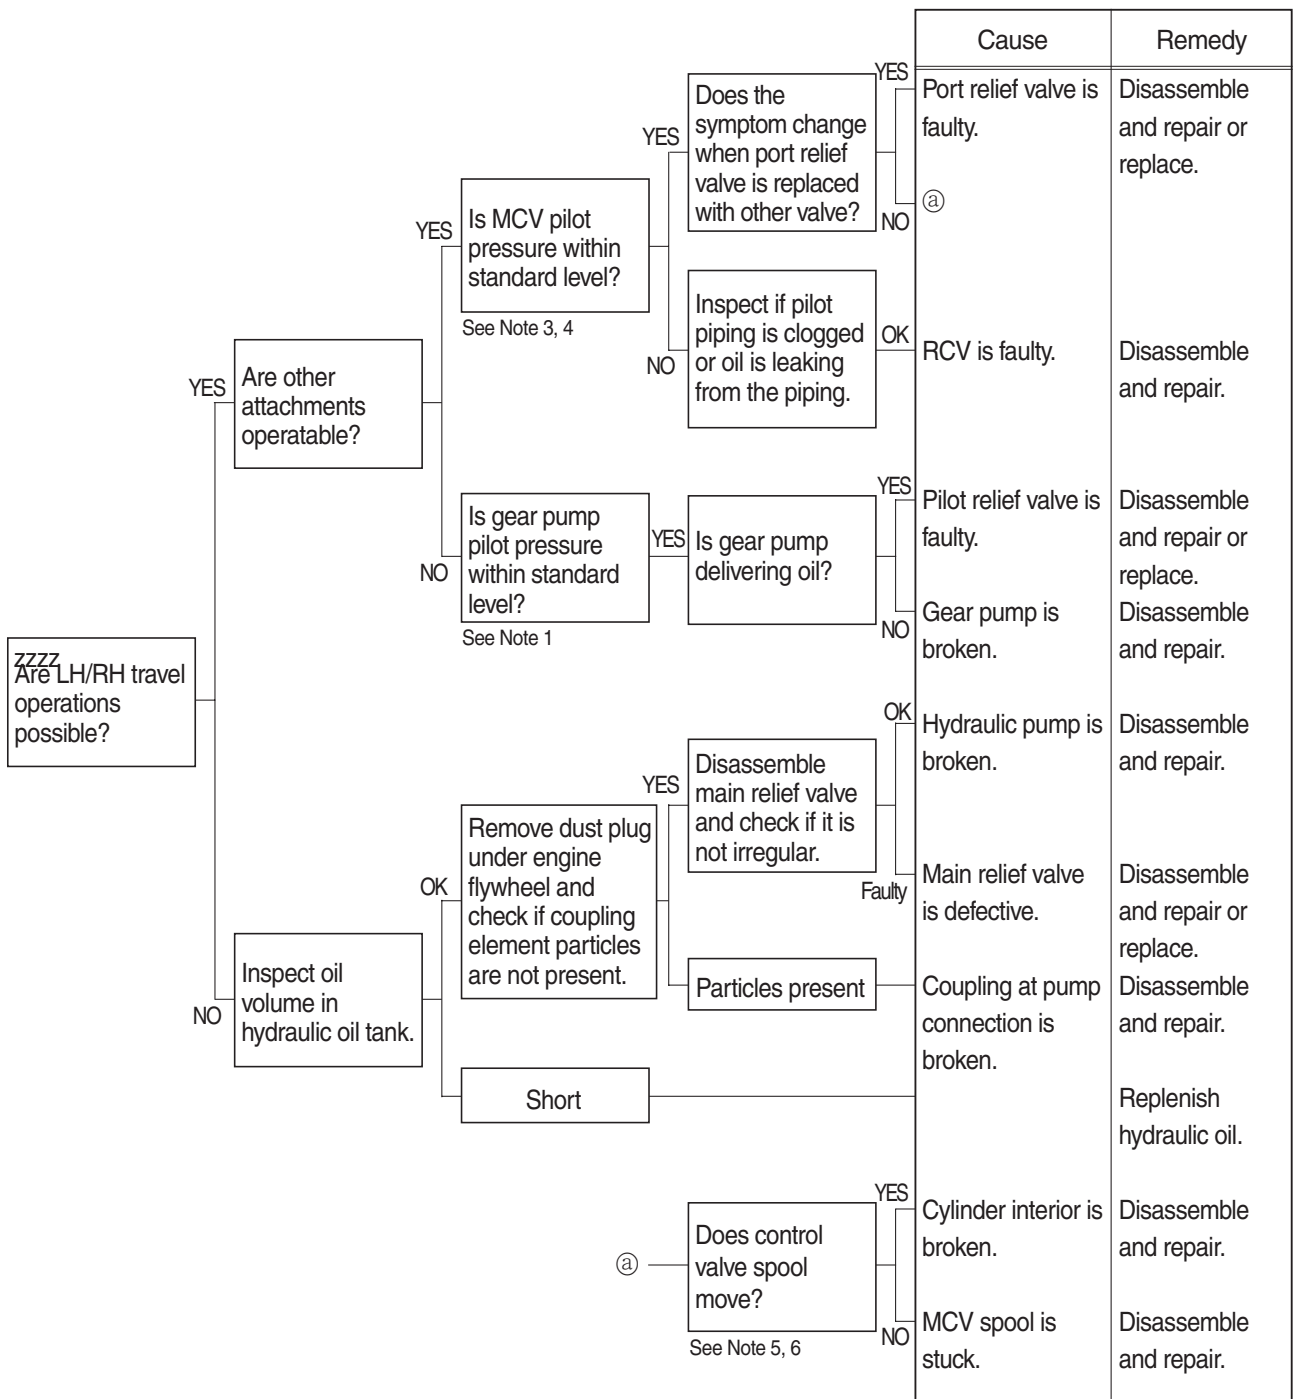 Cause
Remedy
YES
Does the
symptom change
when port relief
valve is replaced
with other valve?
YES
Port relief valve is
faulty.
Disassemble
and repair or
replace.
NO
ⓐ
YES
Is MCV pilot
pressure within
standard level?
See Note 3, 4
NO
Inspect if pilot
piping is clogged
or oil is leaking
from the piping.
OK
RCV is faulty.
Disassemble
and repair.
YES
Are other
attachments
operatable?
NO
Is gear pump
pilot pressure
within standard
level?
See Note 1
YES
Is gear pump
delivering oil?
YES
Pilot relief valve is
faulty.
Disassemble
and repair or
replace.
NO
Gear pump is
broken.
Disassemble
and repair.
zzzz
Are LH/RH travel
operations
possible?
NO
Inspect oil
volume in
hydraulic oil tank.
OK
Remove dust plug
under engine
flywheel and
check if coupling
element particles
are not present.
YES
Disassemble
main relief valve
and check if it is
not irregular.
OK
Hydraulic pump is
broken.
Disassemble
and repair.
Faulty
Main relief valve
is defective.
Disassemble
and repair or
replace.
Particles present
Coupling at pump
connection is
broken.
Disassemble
and repair.
Short
Replenish
hydraulic oil.
ⓐ
Does control
valve spool
move?
See Note 5, 6
YES
Cylinder interior is
broken.
Disassemble
and repair.
NO
MCV spool is
stuck.
Disassemble
and repair.